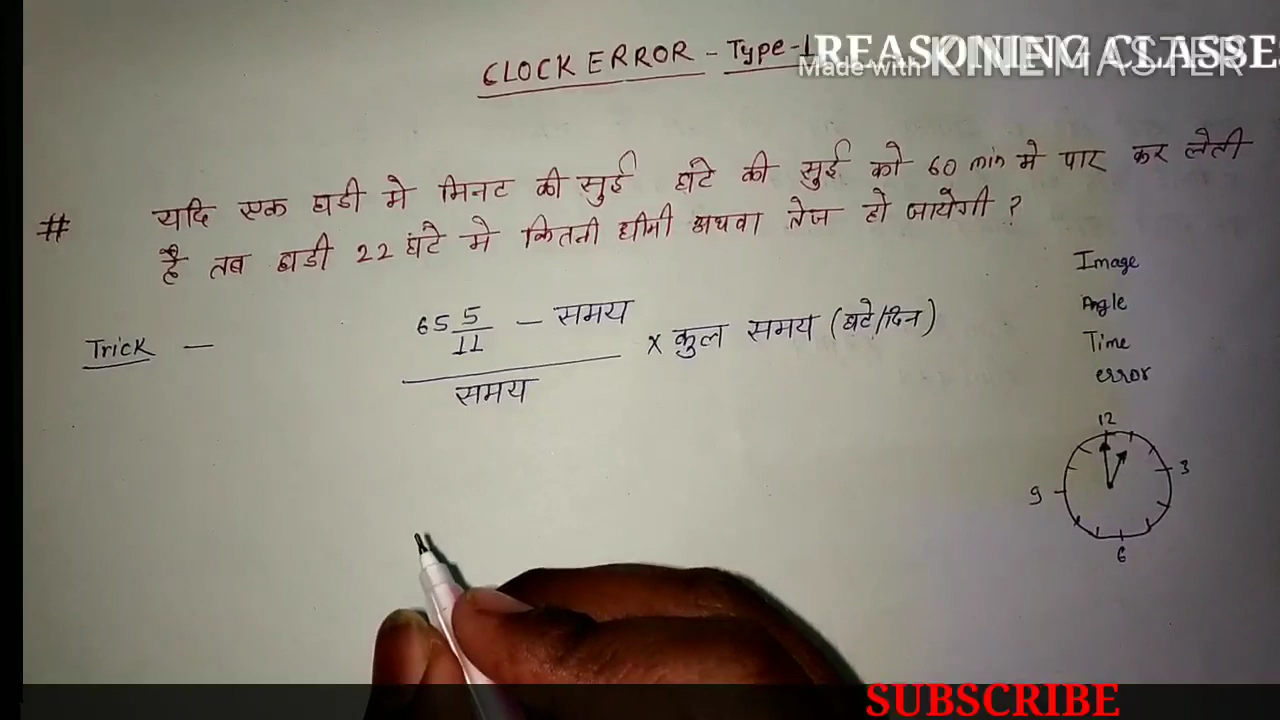 CLOCK ERROR - Type-1
REASONING CLASSE
Made with KINEMASTER
# यदि एक घडी मे मिनट की सुई घंटे की सुई को 60 min मे पार कर लेती
है तब घडी 22 घंटे मे कितनी धीमी अथवा तेज हो जायेगी ?
Trick — 65 5/11 - समय / समय × कुल समय (घंटे/दिन)
Image
Angle
Time
error
12
3
9
6
SUBSCRIBE